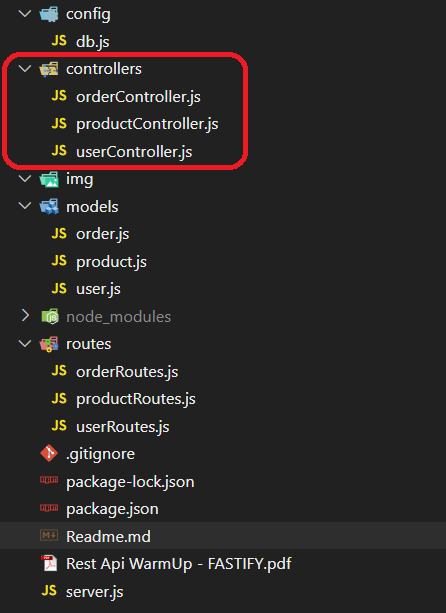 config
JS db.js
controllers
JS orderController.js
JS productController.js
JS userController.js
img
models
JS order.js
JS product.js
JS user.js
node_modules
routes
JS orderRoutes.js
JS productRoutes.js
JS userRoutes.js
.gitignore
package-lock.json
package.json
Readme.md
Rest Api WarmUp - FASTIFY.pdf
JS server.js